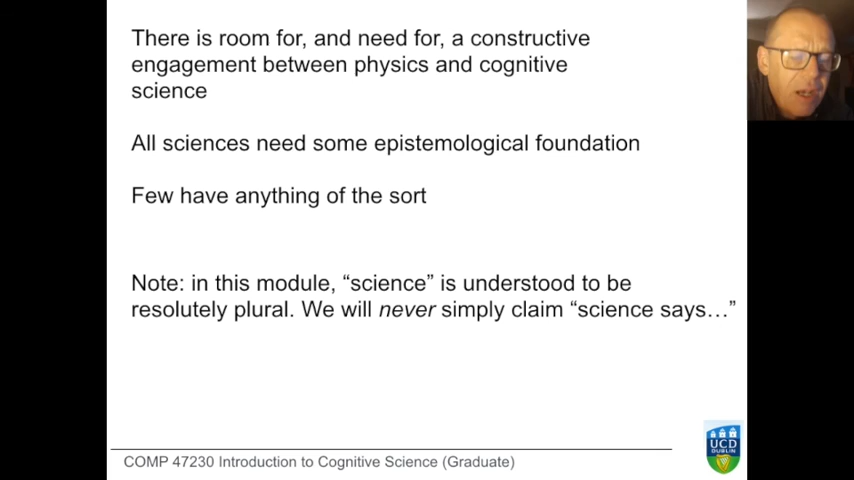 There is room for, and need for, a constructive
engagement between physics and cognitive
science
All sciences need some epistemological foundation
Few have anything of the sort
Note: in this module, “science” is understood to be
resolutely plural. We will never simply claim “science says…”
COMP 47230 Introduction to Cognitive Science (Graduate)
UCD
DUBLIN